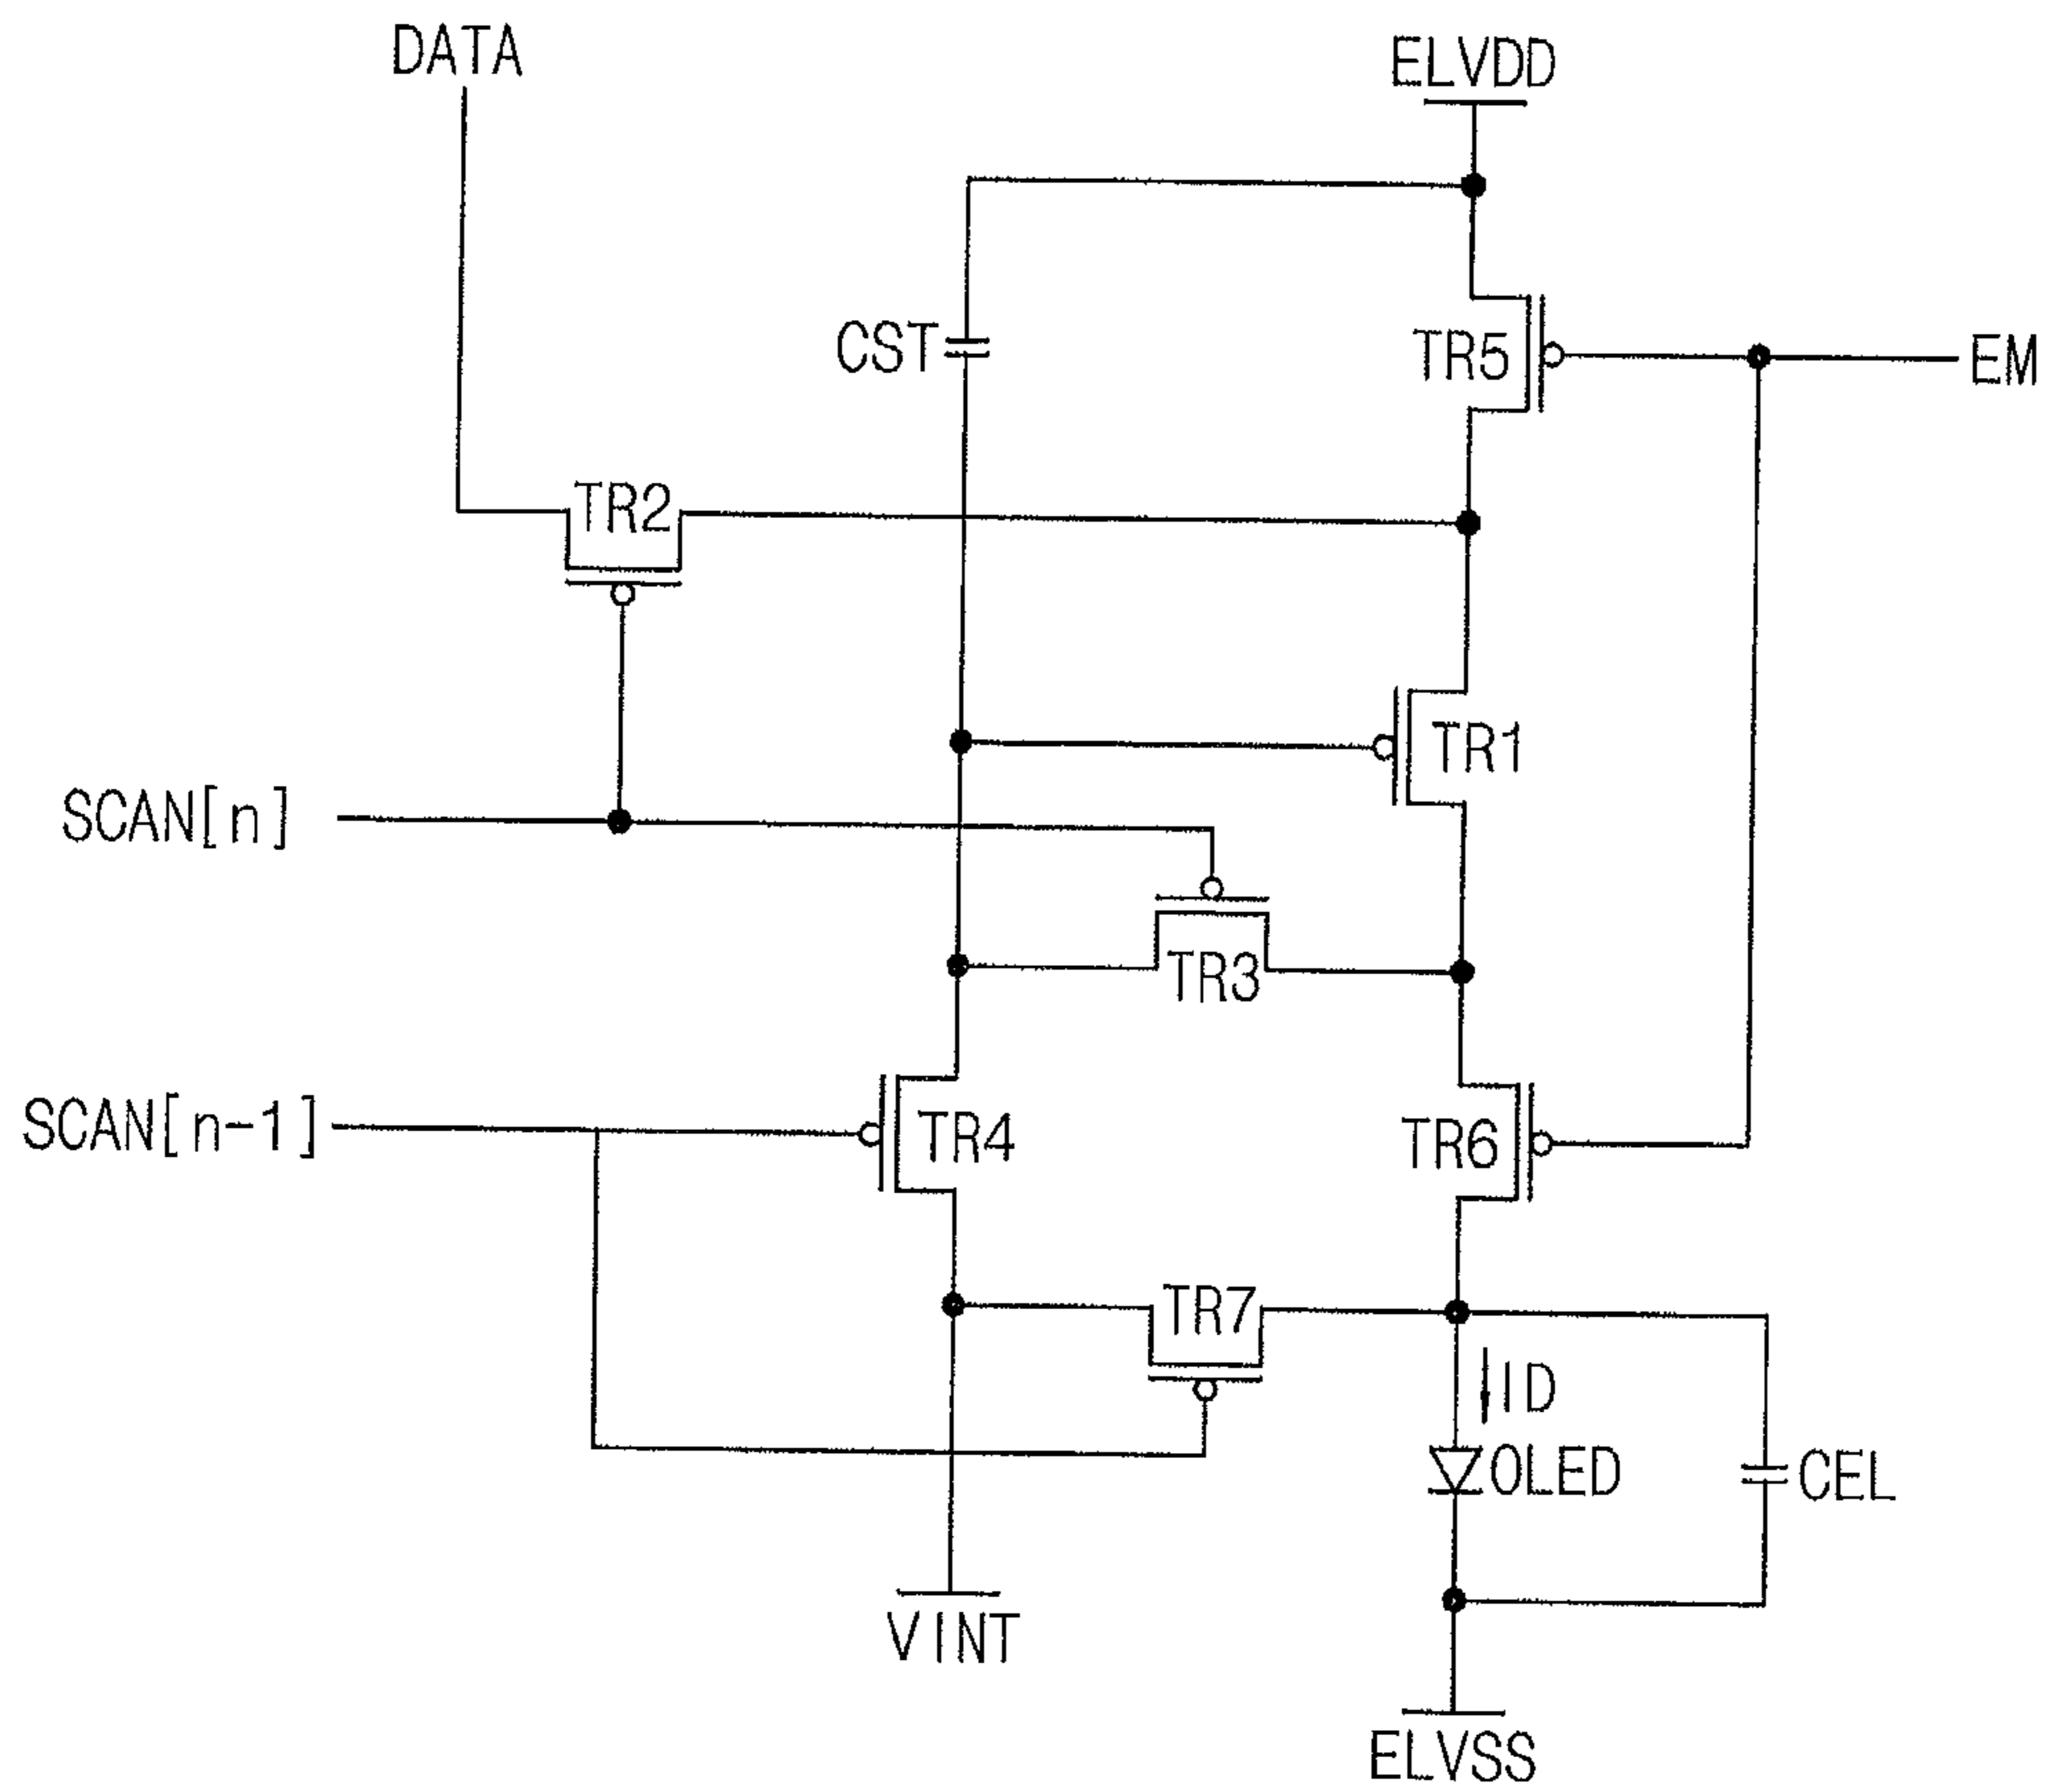 DATA
ELVDD
CST
TR5
EM
TR2
TR1
SCAN[n]
TR3
SCAN[n-1]
TR4
TR6
TR7
ID
OLED
CEL
VINT
ELVSS